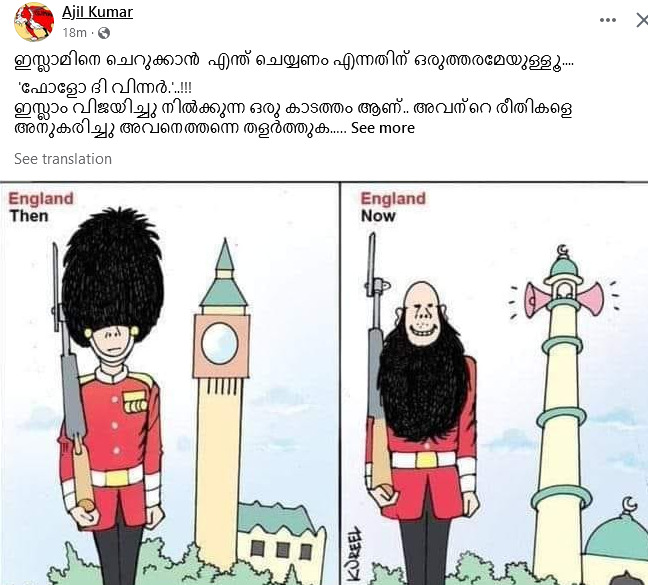 Ajil Kumar
18m ·
ഇസ്ലാമിനെ ചെറുക്കാൻ എന്ത് ചെയ്യണം എന്നതിന് ഒരുത്തരമേയുള്ളൂ....
'ഫോളോ ദി വിന്നർ.'..!!!
ഇസ്ലാം വിജയിച്ചു നിൽക്കുന്ന ഒരു കാടത്തം ആണ്.. അവന്റെ രീതികളെ
അനുകരിച്ചു അവനെത്തന്നെ തളർത്തുക..... See more
See translation
England
Then
England
Now
KUREEL